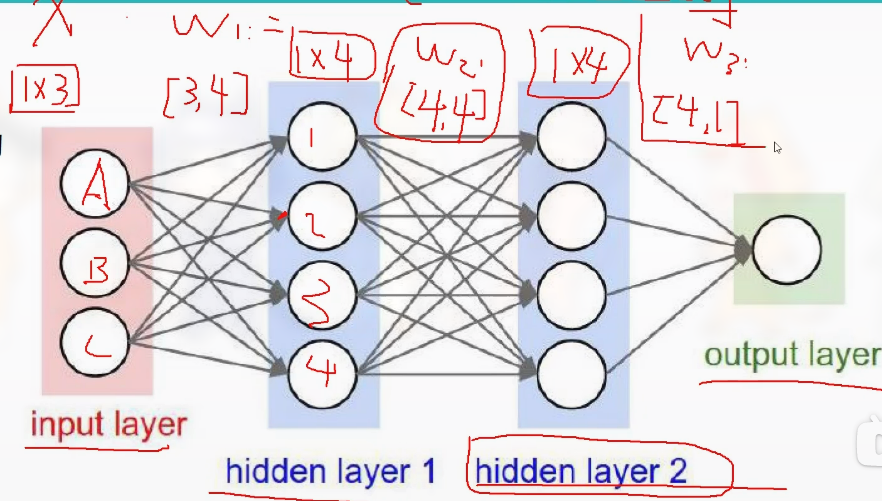 W1:=
1x4
W2:
1x4
W3:
1x3
[3,4]
[4,4]
[4,1]
A
1
B
2
C
3
4
output layer
input layer
hidden layer 1
hidden layer 2